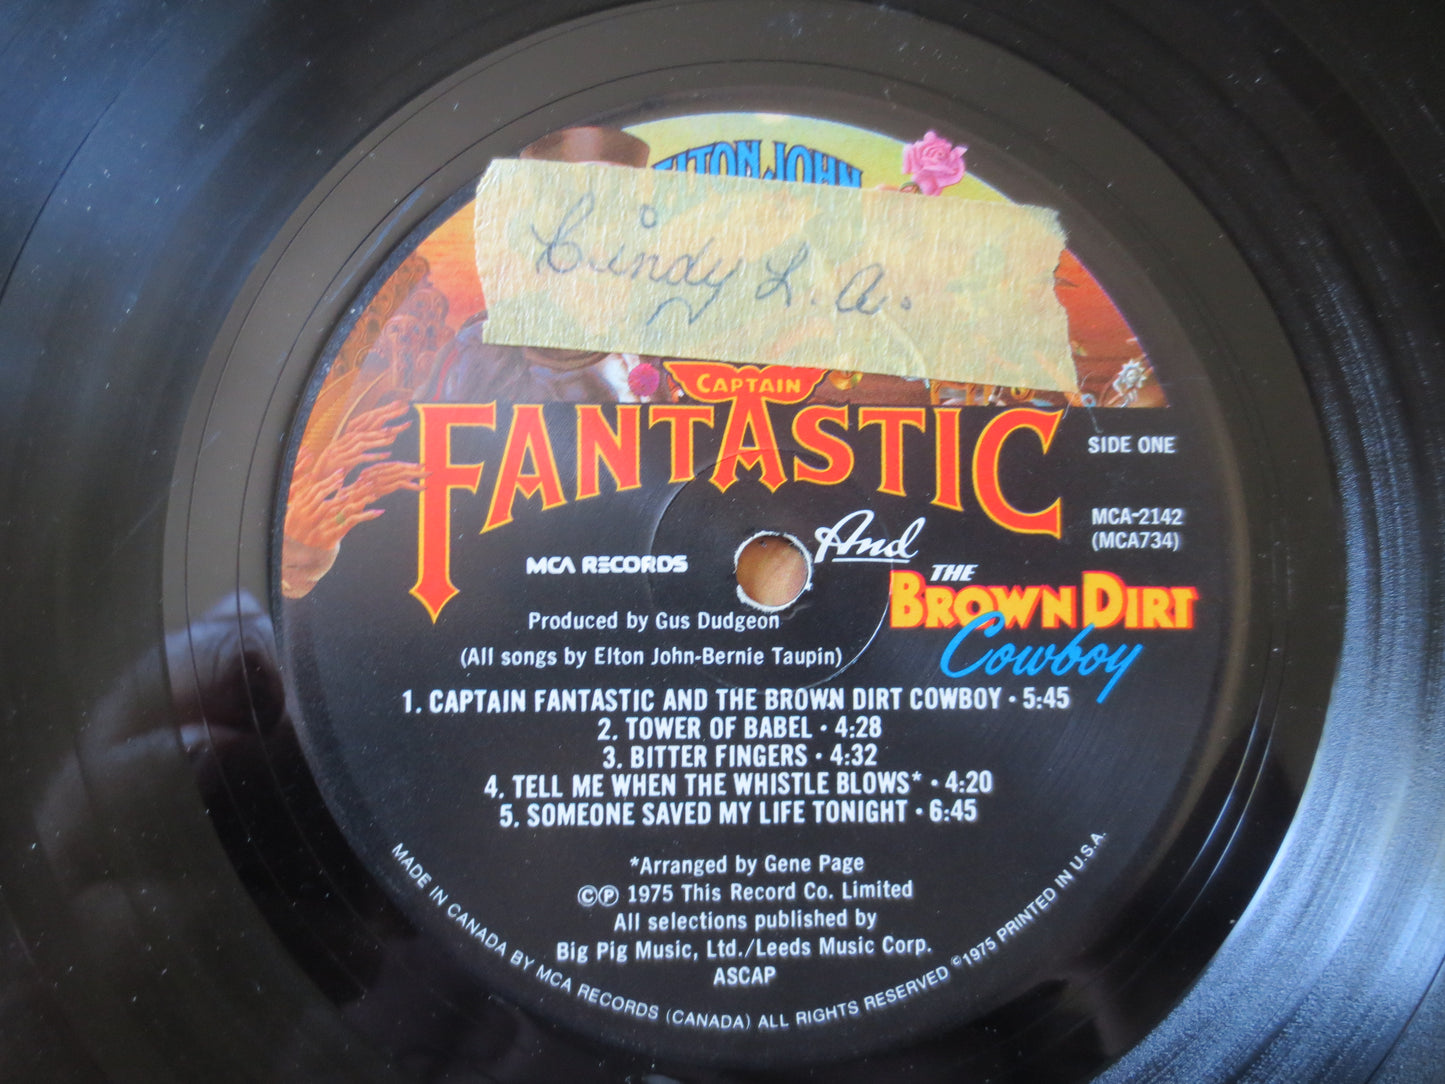 ELTON JOHN
Cindy L. A.
CAPTAIN
FANTASTIC
And
THE
BROWN DIRT
Cowboy
SIDE ONE
MCA-2142
(MCA734)
MCA RECORDS
Produced by Gus Dudgeon
(All songs by Elton John-Bernie Taupin)
1. CAPTAIN FANTASTIC AND THE BROWN DIRT COWBOY · 5:45
2. TOWER OF BABEL · 4:28
3. BITTER FINGERS · 4:32
4. TELL ME WHEN THE WHISTLE BLOWS* · 4:20
5. SOMEONE SAVED MY LIFE TONIGHT · 6:45
*Arranged by Gene Page
©℗ 1975 This Record Co. Limited
All selections published by
Big Pig Music, Ltd./Leeds Music Corp.
ASCAP
MADE IN CANADA BY MCA RECORDS (CANADA) ALL RIGHTS RESERVED ©1975 PRINTED IN U.S.A.